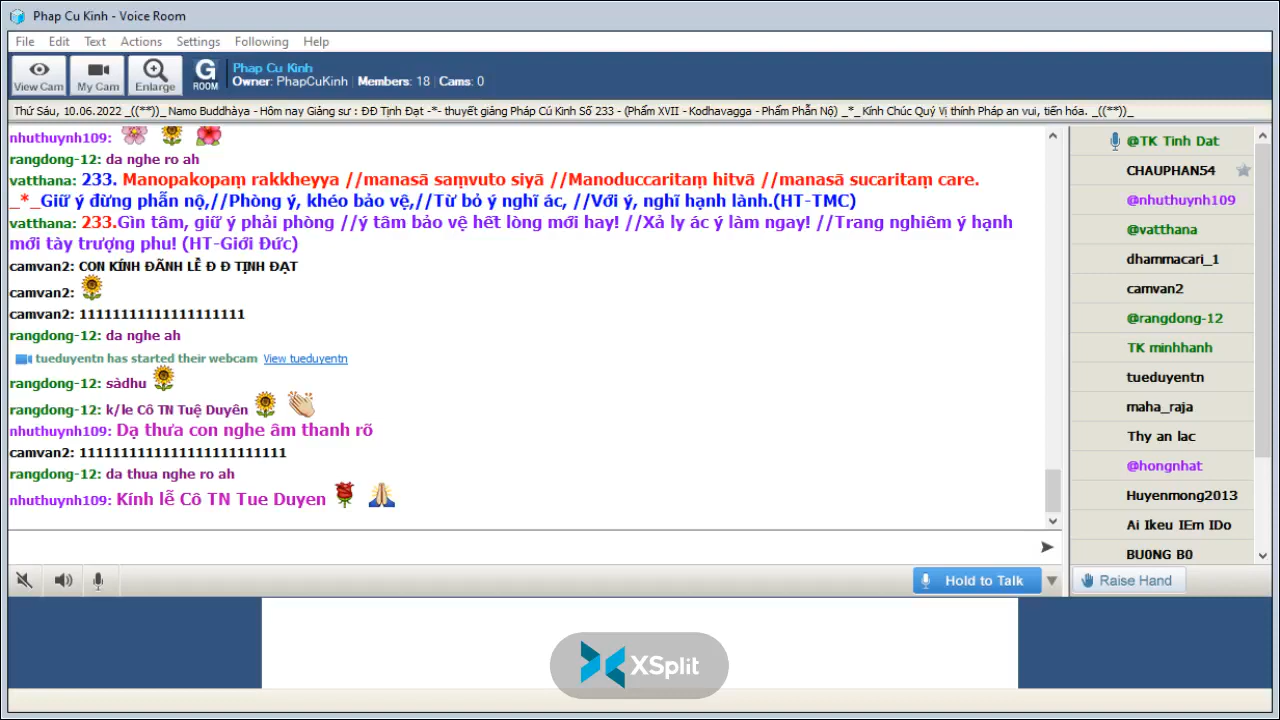 Phap Cu Kinh - Voice Room
File Edit Text Actions Settings Following Help
View Cam My Cam Enlarge G ROOM
Phap Cu Kinh
Owner: PhapCuKinh | Members: 18 | Cams: 0
Thứ Sáu, 10.06.2022 _((**))_ Namo Buddhàya - Hôm nay Giảng sư : ĐĐ Tịnh Đạt -*- thuyết giảng Pháp Cú Kinh Số 233 - (Phẩm XVII - Kodhavagga - Phẩm Phẫn Nộ) _*_ Kính Chúc Quý Vị thính Pháp an vui, tiến hóa. _((**))_
nhuthuynh109:
rangdong-12: da nghe ro ah
vatthana: 233. Manopakopaṃ rakkheyya //manasā saṃvuto siyā //Manoduccaritaṃ hitvā //manasā sucaritaṃ care.
_*_Giữ ý đừng phẫn nộ,//Phòng ý, khéo bảo vệ,//Từ bỏ ý nghĩ ác, //Với ý, nghĩ hạnh lành.(HT-TMC)
vatthana: 233.Gìn tâm, giữ ý phải phòng //ý tâm bảo vệ hết lòng mới hay! //Xả ly ác ý làm ngay! //Trang nghiêm ý hạnh
mới tày trượng phu! (HT-Giới Đức)
camvan2: CON KÍNH ĐÃNH LỄ Đ Đ TỊNH ĐẠT
camvan2:
camvan2: 11111111111111111111
rangdong-12: da nghe ah
tueduyentn has started their webcam View tueduyentn
rangdong-12: sàdhu
rangdong-12: k/le Cô TN Tuệ Duyên
nhuthuynh109: Dạ thưa con nghe âm thanh rõ
camvan2: 1111111111111111111111111
rangdong-12: da thua nghe ro ah
nhuthuynh109: Kính lễ Cô TN Tue Duyen
@TK Tinh Dat
CHAUPHAN54
@nhuthuynh109
@vatthana
dhammacari_1
camvan2
@rangdong-12
TK minhhanh
tueduyentn
maha_raja
Thy an lac
@hongnhat
Huyenmong2013
Ai Ikeu IEm IDo
BU0NG B0
Hold to Talk
Raise Hand
XSplit